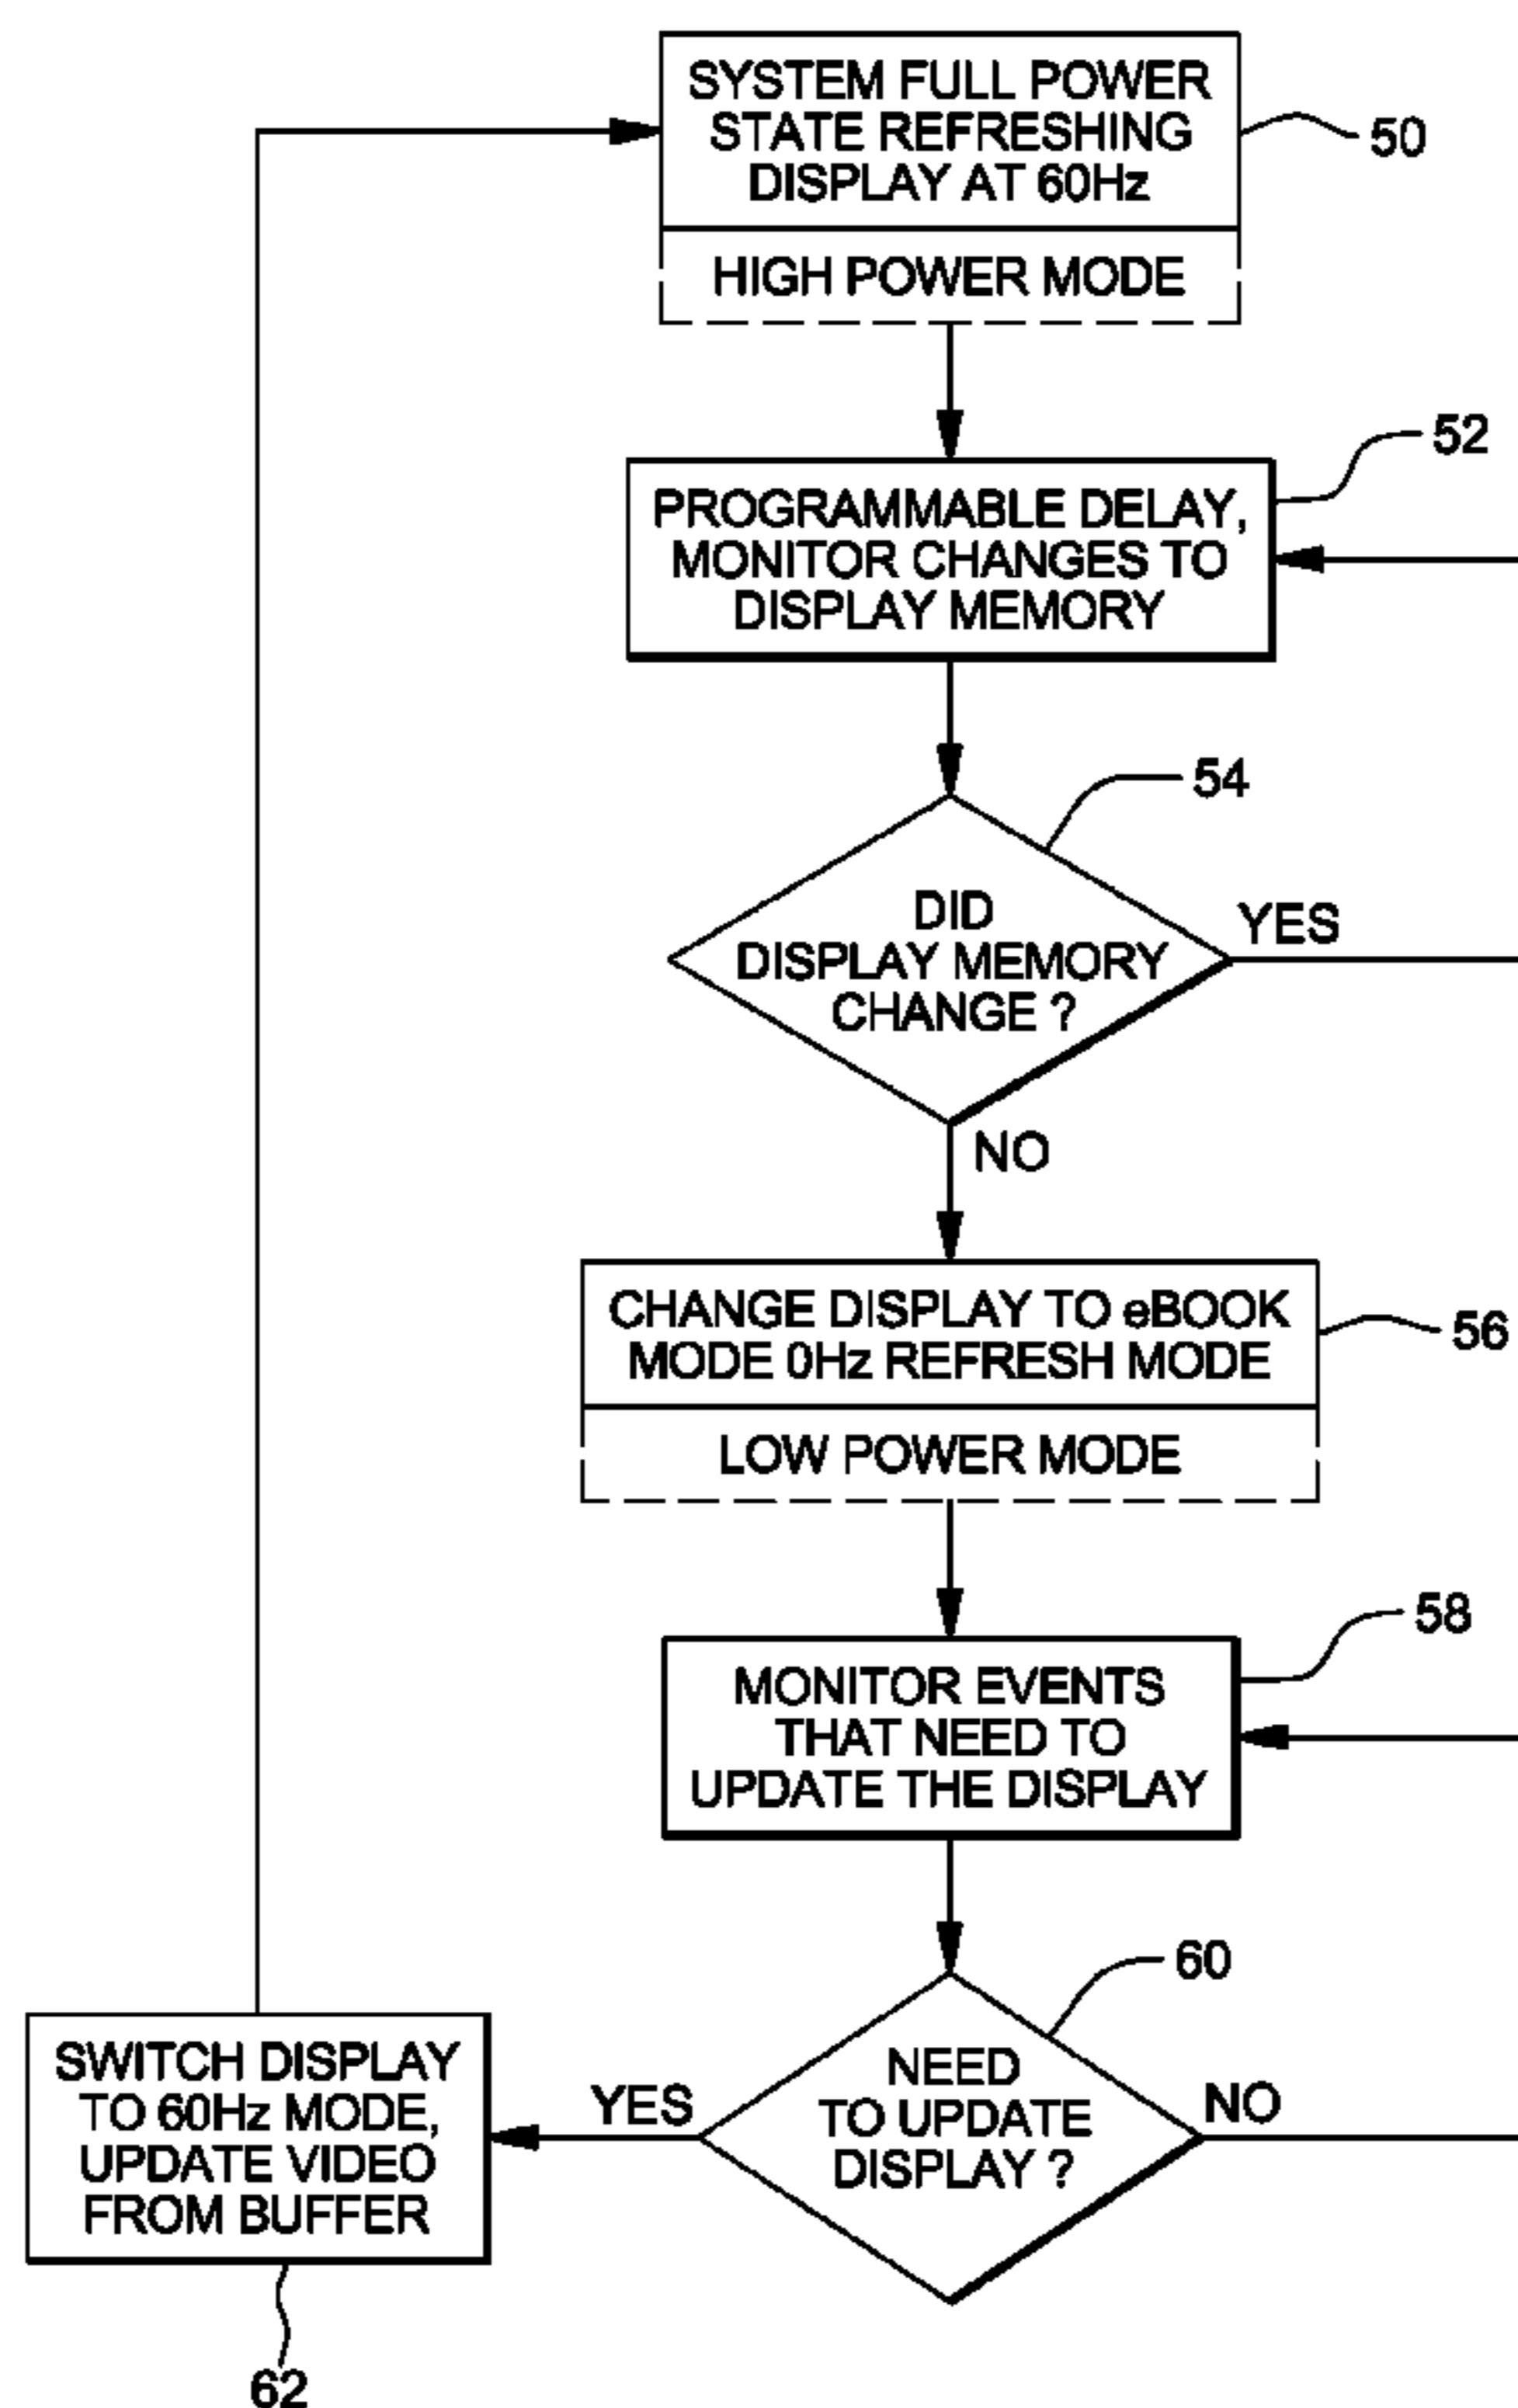 SYSTEM FULL POWER
STATE REFRESHING
DISPLAY AT 60Hz
50
HIGH POWER MODE
52
PROGRAMMABLE DELAY,
MONITOR CHANGES TO
DISPLAY MEMORY
54
DID
DISPLAY MEMORY
CHANGE ?
YES
NO
CHANGE DISPLAY TO eBOOK
MODE 0Hz REFRESH MODE
56
LOW POWER MODE
58
MONITOR EVENTS
THAT NEED TO
UPDATE THE DISPLAY
60
NEED
TO UPDATE
DISPLAY ?
YES
NO
SWITCH DISPLAY
TO 60Hz MODE,
UPDATE VIDEO
FROM BUFFER
62